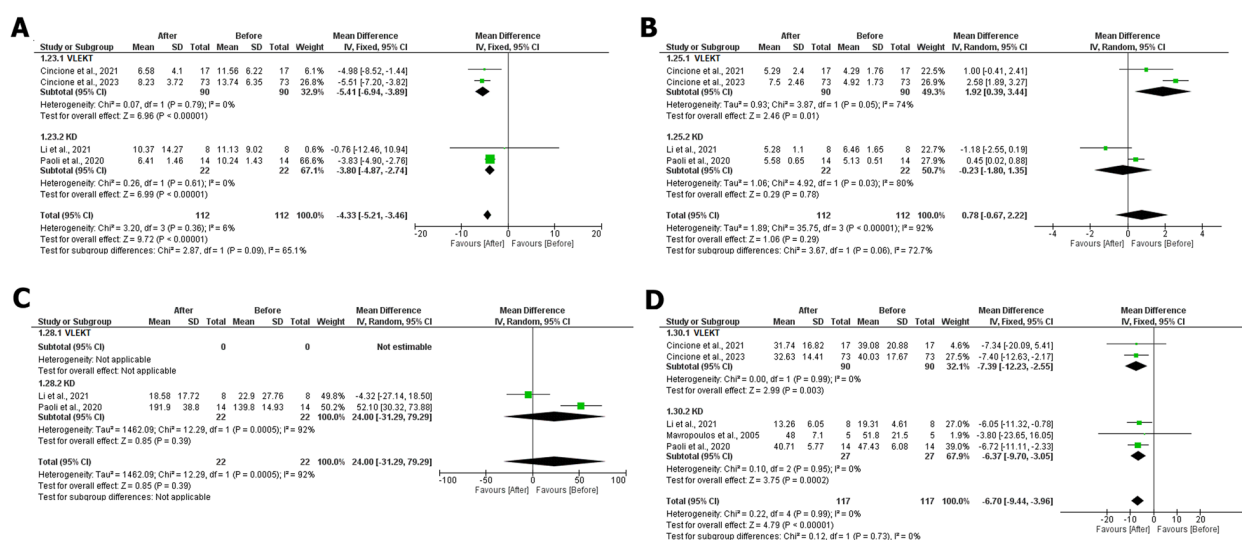 A
After Before Mean Difference Mean Difference
Study or Subgroup Mean SD Total Mean SD Total Weight IV, Fixed, 95% CI IV, Fixed, 95% CI
1.23.1 VLEKT
Cincione et al., 2021 6.58 4.1 17 11.56 6.22 17 6.1% -4.98 [-8.52, -1.44]
Cincione et al., 2023 8.23 3.72 73 13.74 6.35 73 26.8% -5.51 [-7.20, -3.82]
Subtotal (95% CI) 90 90 32.9% -5.41 [-6.94, -3.89]
Heterogeneity: Chi² = 0.07, df = 1 (P = 0.79); I² = 0%
Test for overall effect: Z = 6.96 (P < 0.00001)
1.23.2 KD
Li et al., 2021 10.37 14.27 8 11.13 9.02 8 0.6% -0.76 [-12.46, 10.94]
Paoli et al., 2020 6.41 1.46 14 10.24 1.43 14 66.6% -3.83 [-4.90, -2.76]
Subtotal (95% CI) 22 22 67.1% -3.80 [-4.87, -2.74]
Heterogeneity: Chi² = 0.26, df = 1 (P = 0.61); I² = 0%
Test for overall effect: Z = 6.99 (P < 0.00001)
Total (95% CI) 112 112 100.0% -4.33 [-5.21, -3.46]
Heterogeneity: Chi² = 3.20, df = 3 (P = 0.36); I² = 6%
Test for overall effect: Z = 9.72 (P < 0.00001)
Test for subgroup differences: Chi² = 2.87, df = 1 (P = 0.09), I² = 65.1%
-20 -10 0 10 20
Favours [After] Favours [Before]
B
After Before Mean Difference Mean Difference
Study or Subgroup Mean SD Total Mean SD Total Weight IV, Random, 95% CI IV, Random, 95% CI
1.25.1 VLEKT
Cincione et al., 2021 5.29 2.4 17 4.29 1.76 17 22.4% 1.00 [-0.41, 2.41]
Cincione et al., 2023 7.5 2.46 73 4.92 1.73 73 26.9% 2.58 [1.89, 3.27]
Subtotal (95% CI) 90 90 49.3% 1.92 [0.39, 3.44]
Heterogeneity: Tau² = 0.93; Chi² = 3.87, df = 1 (P = 0.05); I² = 74%
Test for overall effect: Z = 2.46 (P = 0.01)
1.25.2 KD
Li et al., 2021 5.28 1.1 8 6.46 1.65 8 22.7% -1.18 [-2.55, 0.19]
Paoli et al., 2020 5.58 0.65 14 5.13 0.51 14 27.9% 0.45 [0.02, 0.88]
Subtotal (95% CI) 22 22 50.7% -0.23 [-1.80, 1.35]
Heterogeneity: Tau² = 1.06; Chi² = 4.92, df = 1 (P = 0.03); I² = 80%
Test for overall effect: Z = 0.29 (P = 0.78)
Total (95% CI) 112 112 100.0% 0.78 [-0.67, 2.22]
Heterogeneity: Tau² = 1.89; Chi² = 35.75, df = 3 (P < 0.00001); I² = 92%
Test for overall effect: Z = 1.06 (P = 0.29)
Test for subgroup differences: Chi² = 3.67, df = 1 (P = 0.06), I² = 72.7%
-4 -2 0 2 4
Favours [After] Favours [Before]
C
After Before Mean Difference Mean Difference
Study or Subgroup Mean SD Total Mean SD Total Weight IV, Random, 95% CI IV, Random, 95% CI
1.28.1 VLEKT
Subtotal (95% CI) 0 0 Not estimable
Heterogeneity: Not applicable
Test for overall effect: Not applicable
1.28.2 KD
Li et al., 2021 18.58 17.72 8 22.9 27.76 8 49.8% -4.32 [-27.14, 18.50]
Paoli et al., 2020 191.9 38.8 14 139.8 14.93 14 50.2% 52.10 [30.32, 73.88]
Subtotal (95% CI) 22 22 100.0% 24.00 [-31.29, 79.29]
Heterogeneity: Tau² = 1462.09; Chi² = 12.29, df = 1 (P = 0.0005); I² = 92%
Test for overall effect: Z = 0.85 (P = 0.39)
Total (95% CI) 22 22 100.0% 24.00 [-31.29, 79.29]
Heterogeneity: Tau² = 1462.09; Chi² = 12.29, df = 1 (P = 0.0005); I² = 92%
Test for overall effect: Z = 0.85 (P = 0.39)
Test for subgroup differences: Not applicable
-100 -50 0 50 100
Favours [After] Favours [Before]
D
After Before Mean Difference Mean Difference
Study or Subgroup Mean SD Total Mean SD Total Weight IV, Fixed, 95% CI IV, Fixed, 95% CI
1.30.1 VLEKT
Cincione et al., 2021 31.74 16.82 17 39.08 20.88 17 4.6% -7.34 [-20.09, 5.41]
Cincione et al., 2023 32.63 14.41 73 40.03 17.67 73 27.5% -7.40 [-12.63, -2.17]
Subtotal (95% CI) 90 90 32.1% -7.39 [-12.23, -2.55]
Heterogeneity: Chi² = 0.00, df = 1 (P = 0.99); I² = 0%
Test for overall effect: Z = 2.99 (P = 0.003)
1.30.2 KD
Li et al., 2021 13.26 6.05 8 19.31 4.61 8 27.0% -6.05 [-11.32, -0.78]
Mavropoulos et al., 2005 48 7.1 5 51.8 21.5 5 1.9% -3.80 [-23.65, 16.05]
Paoli et al., 2020 40.71 5.77 14 47.43 6.08 14 39.0% -6.72 [-11.11, -2.33]
Subtotal (95% CI) 27 27 67.9% -6.37 [-9.70, -3.05]
Heterogeneity: Chi² = 0.10, df = 2 (P = 0.95); I² = 0%
Test for overall effect: Z = 3.75 (P = 0.0002)
Total (95% CI) 117 117 100.0% -6.70 [-9.44, -3.96]
Heterogeneity: Chi² = 0.22, df = 4 (P = 0.99); I² = 0%
Test for overall effect: Z = 4.79 (P < 0.00001)
Test for subgroup differences: Chi² = 0.12, df = 1 (P = 0.73), I² = 0%
-20 -10 0 10 20
Favours [After] Favours [Before]